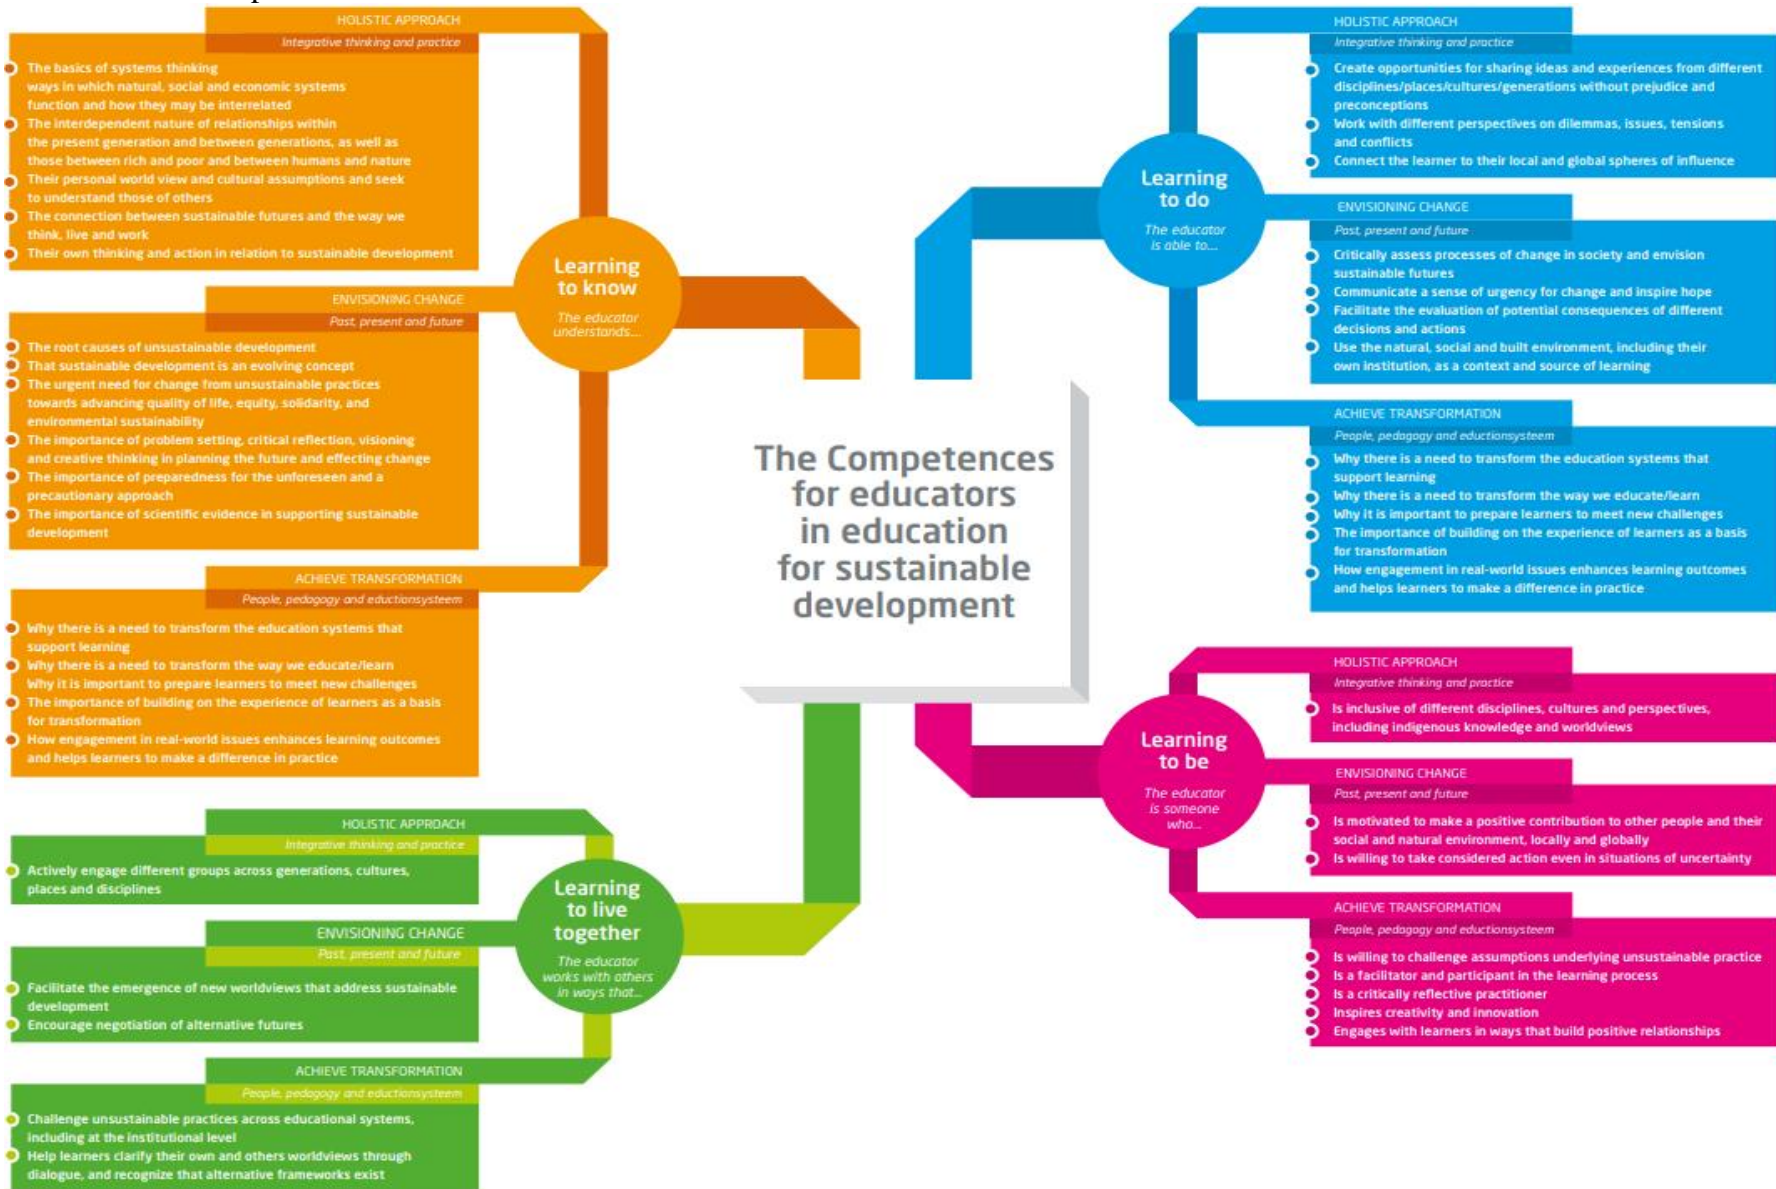 HOLISTIC APPROACH
Integrative thinking and practice
The basics of systems thinking
ways in which natural, social and economic systems
function and how they may be interrelated
The interdependent nature of relationships within
the present generation and between generations, as well as
those between rich and poor and between humans and nature
Their personal world view and cultural assumptions and seek
to understand those of others
The connection between sustainable futures and the way we
think, live and work
Their own thinking and action in relation to sustainable development
Learning
to know
The educator
understands...
ENVISIONING CHANGE
Past, present and future
The root causes of unsustainable development
That sustainable development is an evolving concept
The urgent need for change from unsustainable practices
towards advancing quality of life, equity, solidarity, and
environmental sustainability
The importance of problem setting, critical reflection, visioning
and creative thinking in planning the future and effecting change
The importance of preparedness for the unforeseen and a
precautionary approach
The importance of scientific evidence in supporting sustainable
development
ACHIEVE TRANSFORMATION
People, pedagogy and eductionsysteem
Why there is a need to transform the education systems that
support learning
Why there is a need to transform the way we educate/learn
Why it is important to prepare learners to meet new challenges
The importance of building on the experience of learners as a basis
for transformation
How engagement in real-world issues enhances learning outcomes
and helps learners to make a difference in practice
HOLISTIC APPROACH
Integrative thinking and practice
Actively engage different groups across generations, cultures,
places and disciplines
Learning
to live
together
The educator
works with others
in ways that...
ENVISIONING CHANGE
Past, present and future
Facilitate the emergence of new worldviews that address sustainable
development
Encourage negotiation of alternative futures
ACHIEVE TRANSFORMATION
People, pedagogy and eductionsysteem
Challenge unsustainable practices across educational systems,
including at the institutional level
Help learners clarify their own and others worldviews through
dialogue, and recognize that alternative frameworks exist
The Competences
for educators
in education
for sustainable
development
HOLISTIC APPROACH
Integrative thinking and practice
Create opportunities for sharing ideas and experiences from different
disciplines/places/cultures/generations without prejudice and
preconceptions
Work with different perspectives on dilemmas, issues, tensions
and conflicts
Connect the learner to their local and global spheres of influence
Learning
to do
The educator
is able to...
ENVISIONING CHANGE
Past, present and future
Critically assess processes of change in society and envision
sustainable futures
Communicate a sense of urgency for change and inspire hope
Facilitate the evaluation of potential consequences of different
decisions and actions
Use the natural, social and built environment, including their
own institution, as a context and source of learning
ACHIEVE TRANSFORMATION
People, pedagogy and eductionsysteem
Why there is a need to transform the education systems that
support learning
Why there is a need to transform the way we educate/learn
Why it is important to prepare learners to meet new challenges
The importance of building on the experience of learners as a basis
for transformation
How engagement in real-world issues enhances learning outcomes
and helps learners to make a difference in practice
HOLISTIC APPROACH
Integrative thinking and practice
Is inclusive of different disciplines, cultures and perspectives,
including indigenous knowledge and worldviews
Learning
to be
The educator
is someone
who...
ENVISIONING CHANGE
Past, present and future
Is motivated to make a positive contribution to other people and their
social and natural environment, locally and globally
Is willing to take considered action even in situations of uncertainty
ACHIEVE TRANSFORMATION
People, pedagogy and eductionsysteem
Is willing to challenge assumptions underlying unsustainable practice
Is a facilitator and participant in the learning process
Is a critically reflective practitioner
Inspires creativity and innovation
Engages with learners in ways that build positive relationships